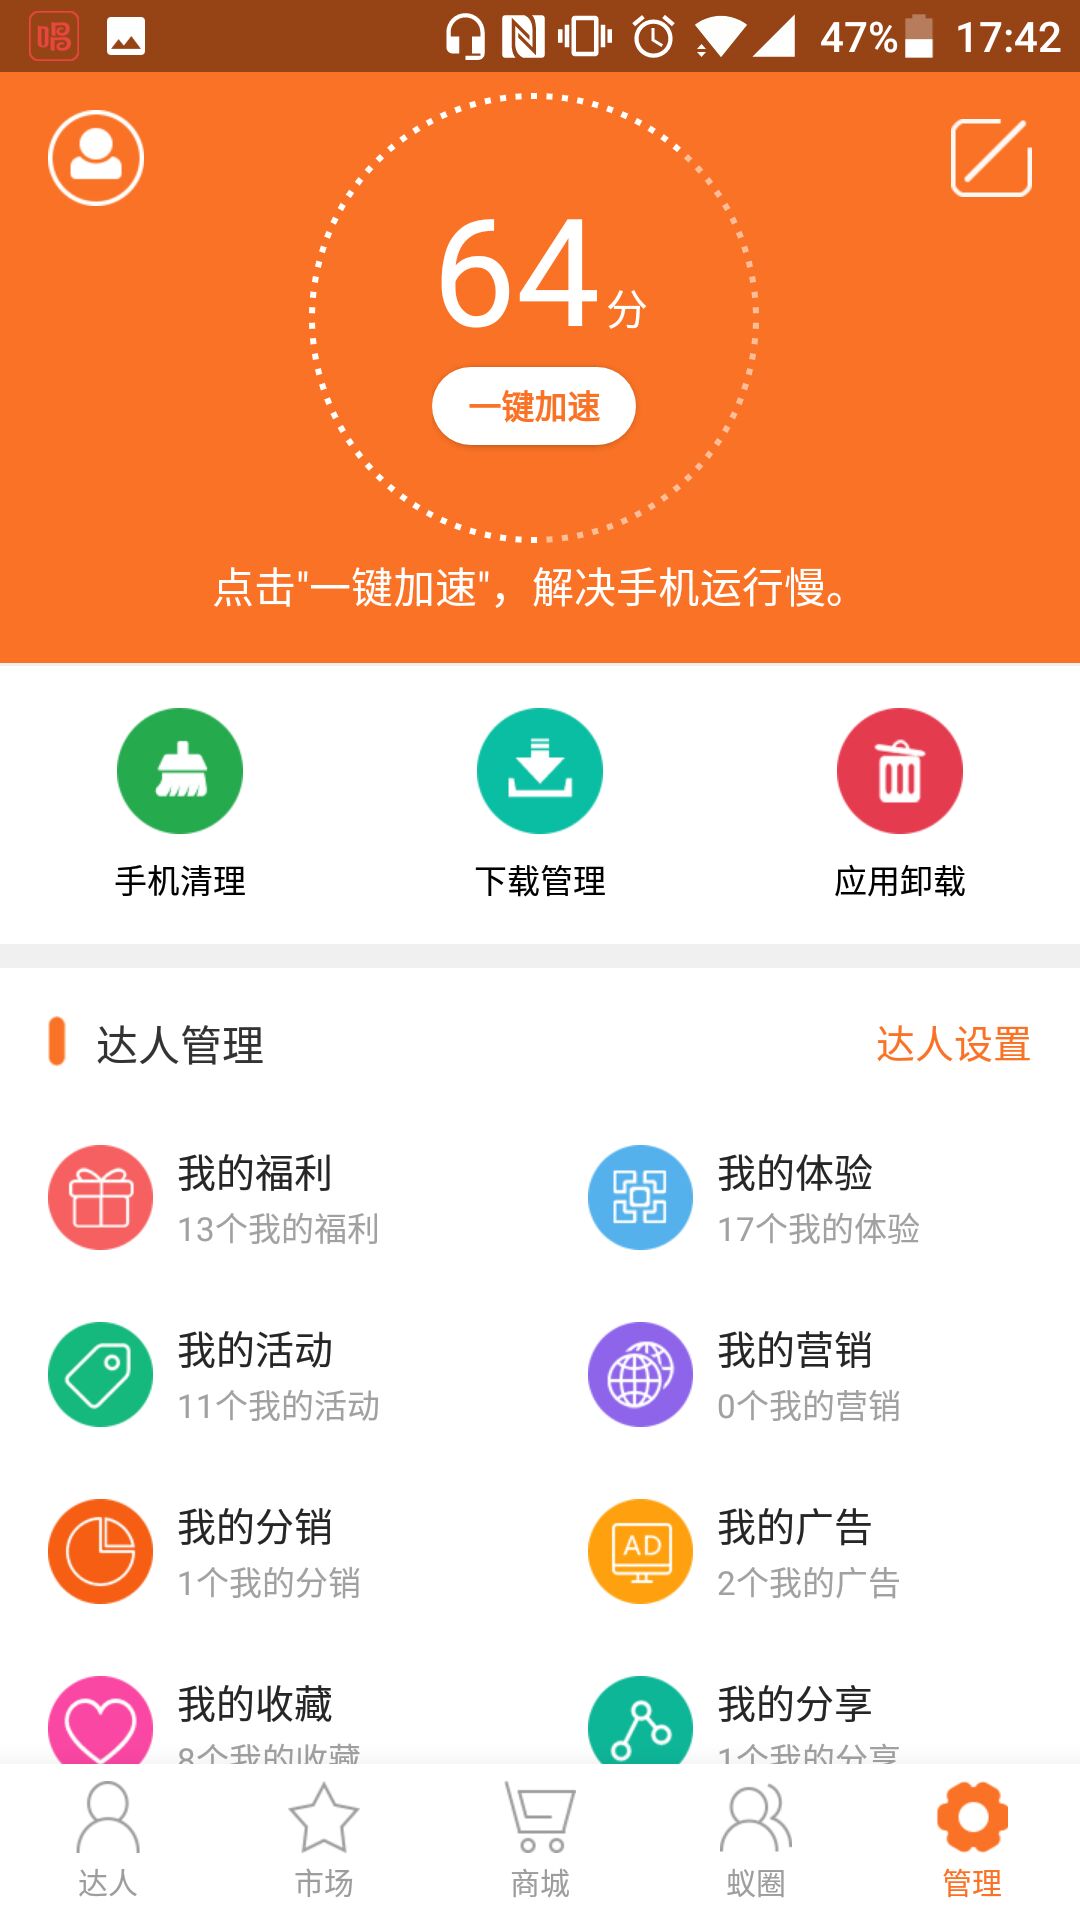 唱
47% 17:42
64分
一键加速
点击"一键加速"，解决手机运行慢。
手机清理 下载管理 应用卸载
达人管理 达人设置
我的福利 我的体验
13个我的福利 17个我的体验
我的活动 我的营销
11个我的活动 0个我的营销
我的分销 我的广告
AD
1个我的分销 2个我的广告
我的收藏 我的分享
8个我的收藏 1个我的分享
达人 市场 商城 蚁圈 管理